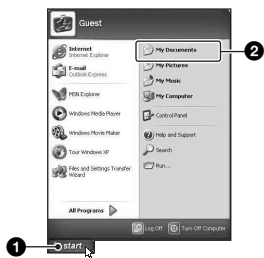 Guest
Internet
Internet Explorer
E-mail
Outlook Express
MSN Explorer
Windows Media Player
Windows Movie Maker
Tour Windows XP
Files and Settings Transfer
Wizard
All Programs
My Documents
My Pictures
My Music
My Computer
Control Panel
Help and Support
Search
Run...
Log Off
Turn Off Computer
start
1
2